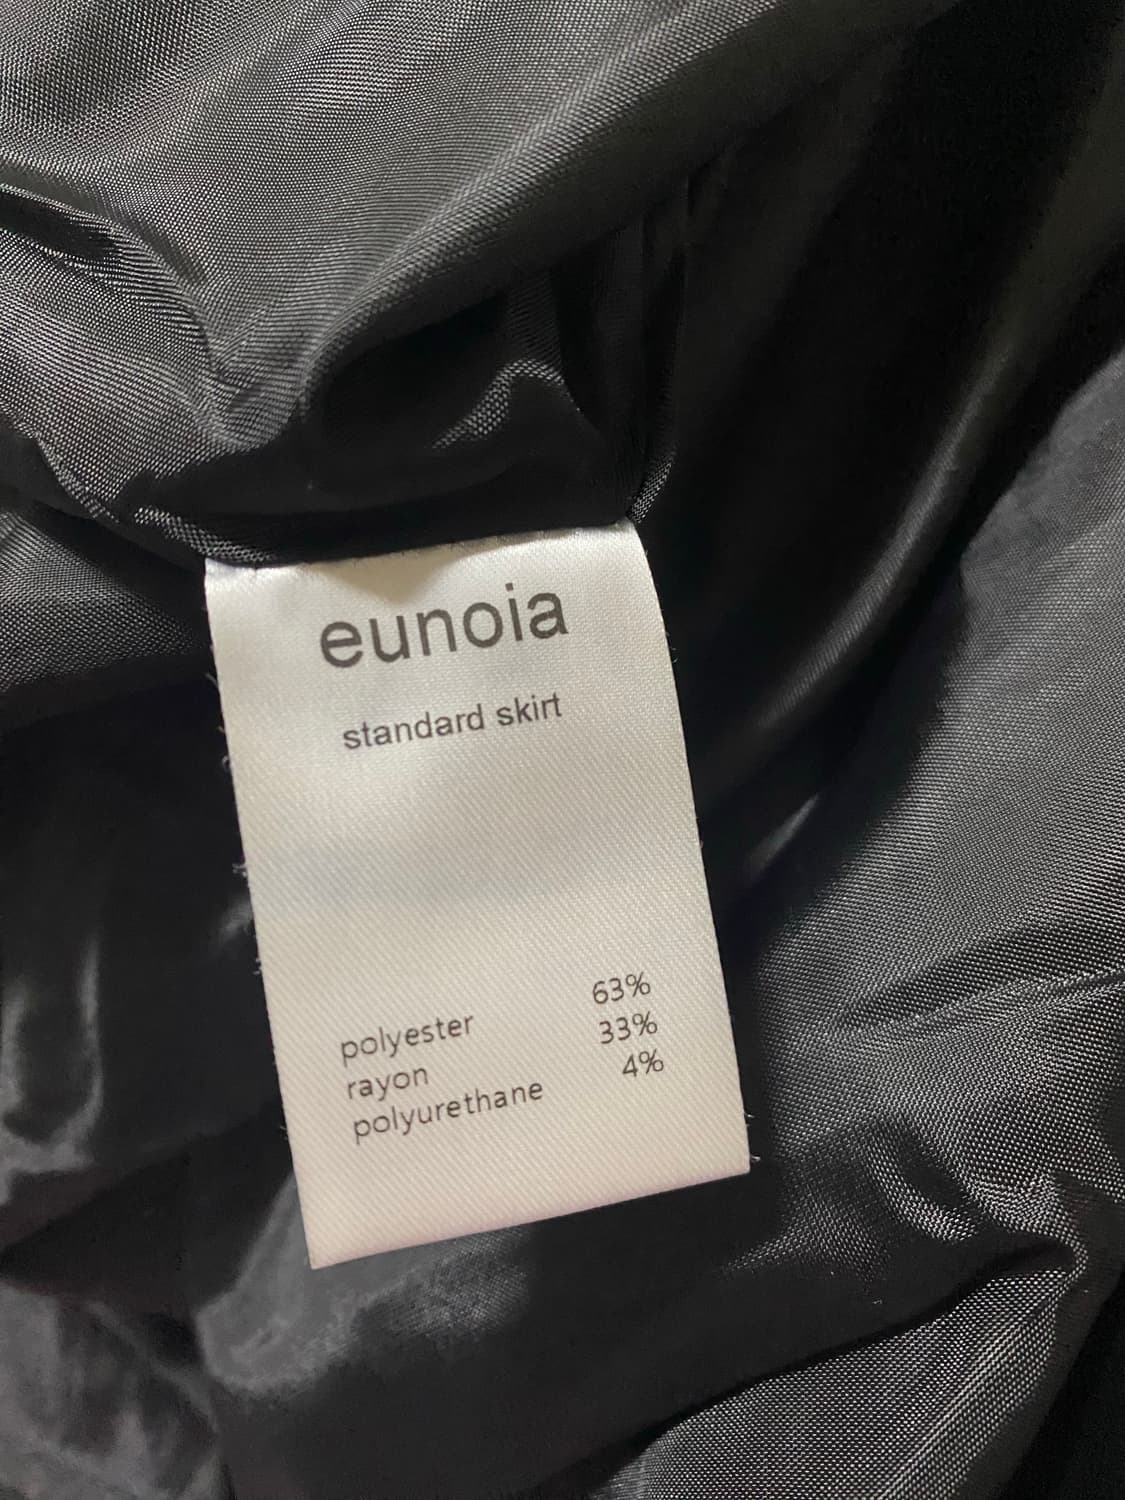 eunoia
standard skirt
polyester 63%
rayon 33%
polyurethane 4%